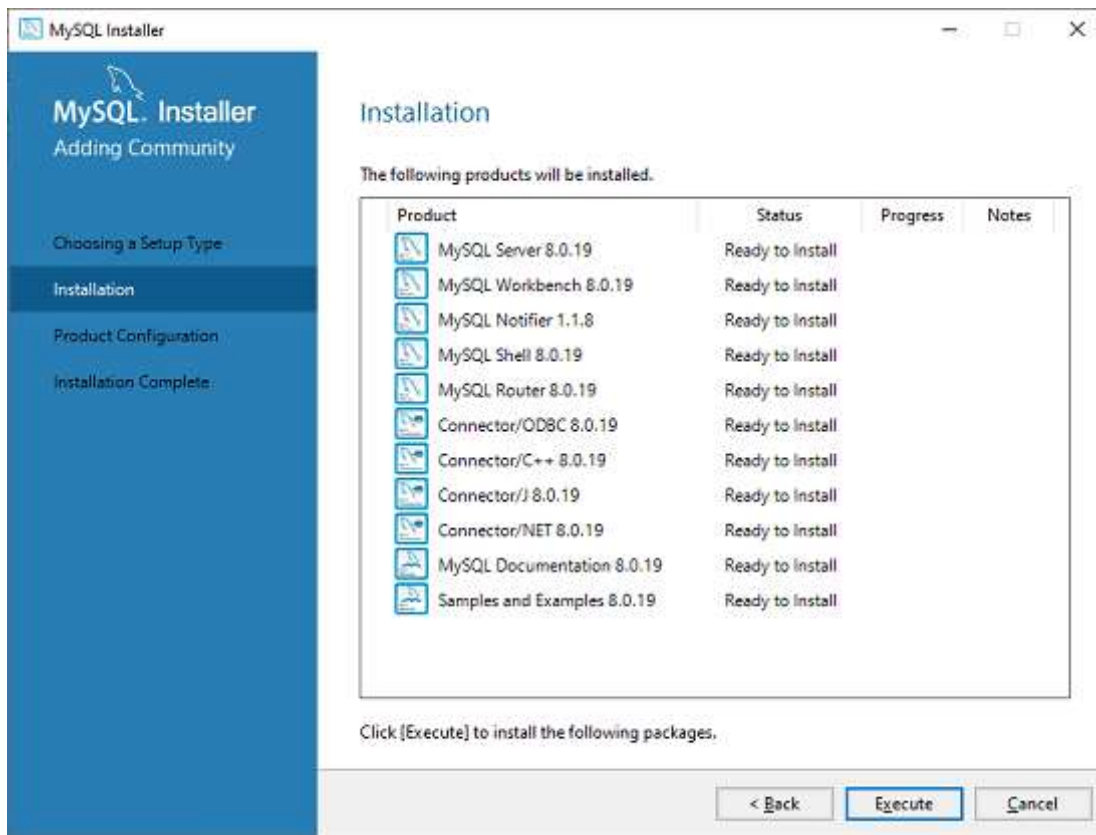 MySQL Installer
MySQL. Installer
Adding Community
Choosing a Setup Type
Installation
Product Configuration
Installation Complete
Installation
The following products will be installed.
Product Status Progress Notes
MySQL Server 8.0.19 Ready to Install
MySQL Workbench 8.0.19 Ready to Install
MySQL Notifier 1.1.8 Ready to Install
MySQL Shell 8.0.19 Ready to Install
MySQL Router 8.0.19 Ready to Install
Connector/ODBC 8.0.19 Ready to Install
Connector/C++ 8.0.19 Ready to Install
Connector/J 8.0.19 Ready to Install
Connector/NET 8.0.19 Ready to Install
MySQL Documentation 8.0.19 Ready to Install
Samples and Examples 8.0.19 Ready to Install
Click [Execute] to install the following packages.
< Back Execute Cancel